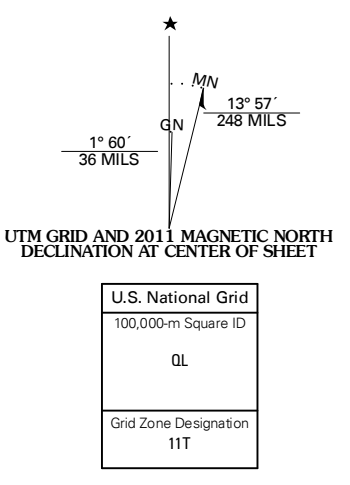 ★
MN
GN
13° 57´
248 MILS
1° 60´
36 MILS
UTM GRID AND 2011 MAGNETIC NORTH
DECLINATION AT CENTER OF SHEET
U.S. National Grid
100,000-m Square ID
QL
Grid Zone Designation
11T